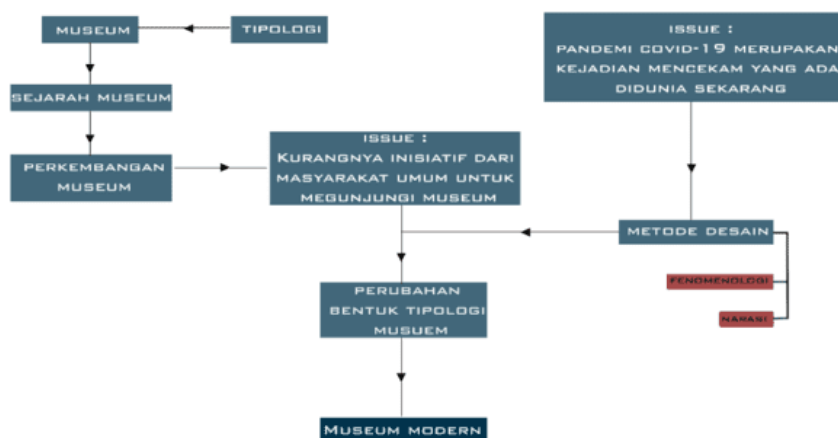 MUSEUM
TIPOLOGI
SEJARAH MUSEUM
PERKEMBANGAN
MUSEUM
ISSUE :
KURANGNYA INISIATIF DARI
MASYARAKAT UMUM UNTUK
MEGUNJUNGI MUSEUM
ISSUE :
PANDEMI COVID-19 MERUPAKAN
KEJADIAN MENCEKAM YANG ADA
DIDUNIA SEKARANG
METODE DESAIN
FENOMENOLOGI
NARASI
PERUBAHAN
BENTUK TIPOLOGI
MUSUEM
MUSEUM MODERN